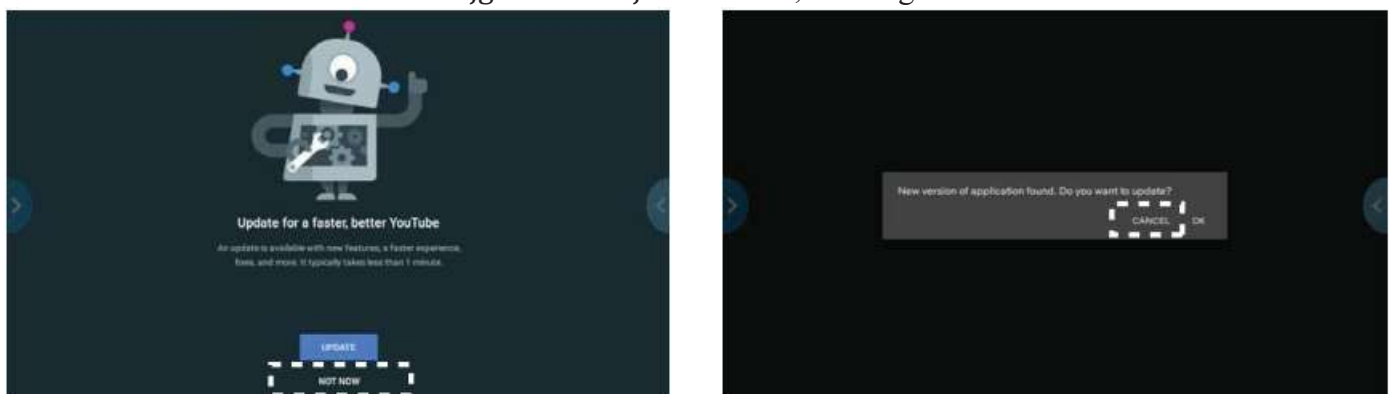 Update for a faster, better YouTube
An update is available with new features, a faster experience,
fixes, and more. It typically takes less than 1 minute.
UPDATE
NOT NOW
New version of application found. Do you want to update?
CANCEL OK